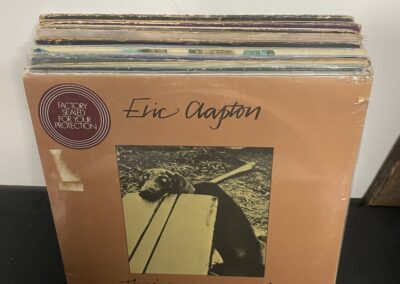 FACTORY
SEALED
FOR YOUR
PROTECTION
Eric Clapton